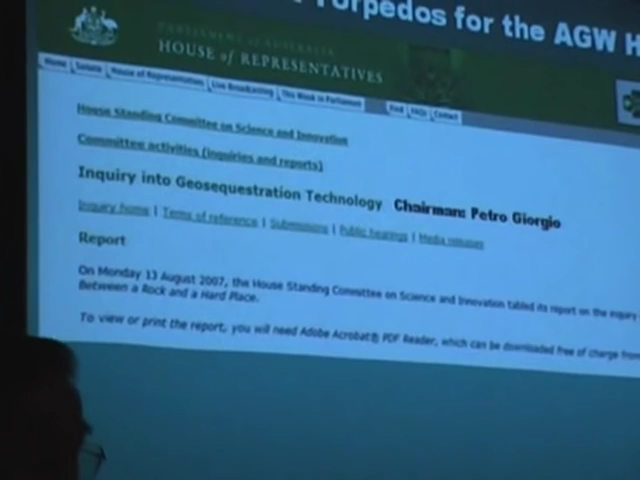 Torpedos for the AGW H
PARLIAMENT of AUSTRALIA
HOUSE of REPRESENTATIVES
Home Senate House of Representatives Live Broadcasting This Week in Parliament Find FAQs Contact
House Standing Committee on Science and Innovation
Committee activities (inquiries and reports)
Inquiry into Geosequestration Technology Chairman: Petro Giorgio
Inquiry home | Terms of reference | Submissions | Public hearings | Media releases
Report
On Monday 13 August 2007, the House Standing Committee on Science and Innovation tabled its report on the inquiry
Between a Rock and a Hard Place.
To view or print the report, you will need Adobe Acrobat® PDF Reader, which can be downloaded free of charge from